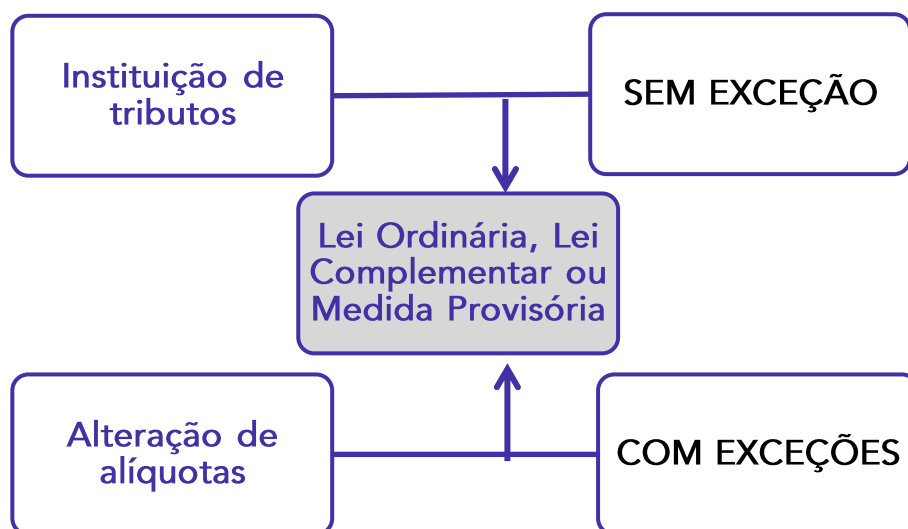 Instituição de
tributos
SEM EXCEÇÃO
Lei Ordinária, Lei
Complementar ou
Medida Provisória
Alteração de
alíquotas
COM EXCEÇÕES